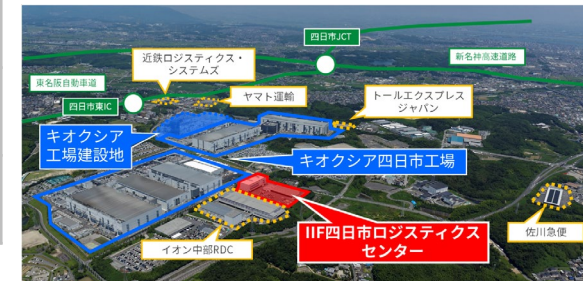 四日市JCT
新名神高速道路
近鉄ロジスティクス・
システムズ
東名阪自動車道
ヤマト運輸
トールエクスプレス
ジャパン
四日市東IC
キオクシア
工場建設地
キオクシア四日市工場
IIF四日市ロジスティクス
センター
佐川急便
イオン中部RDC